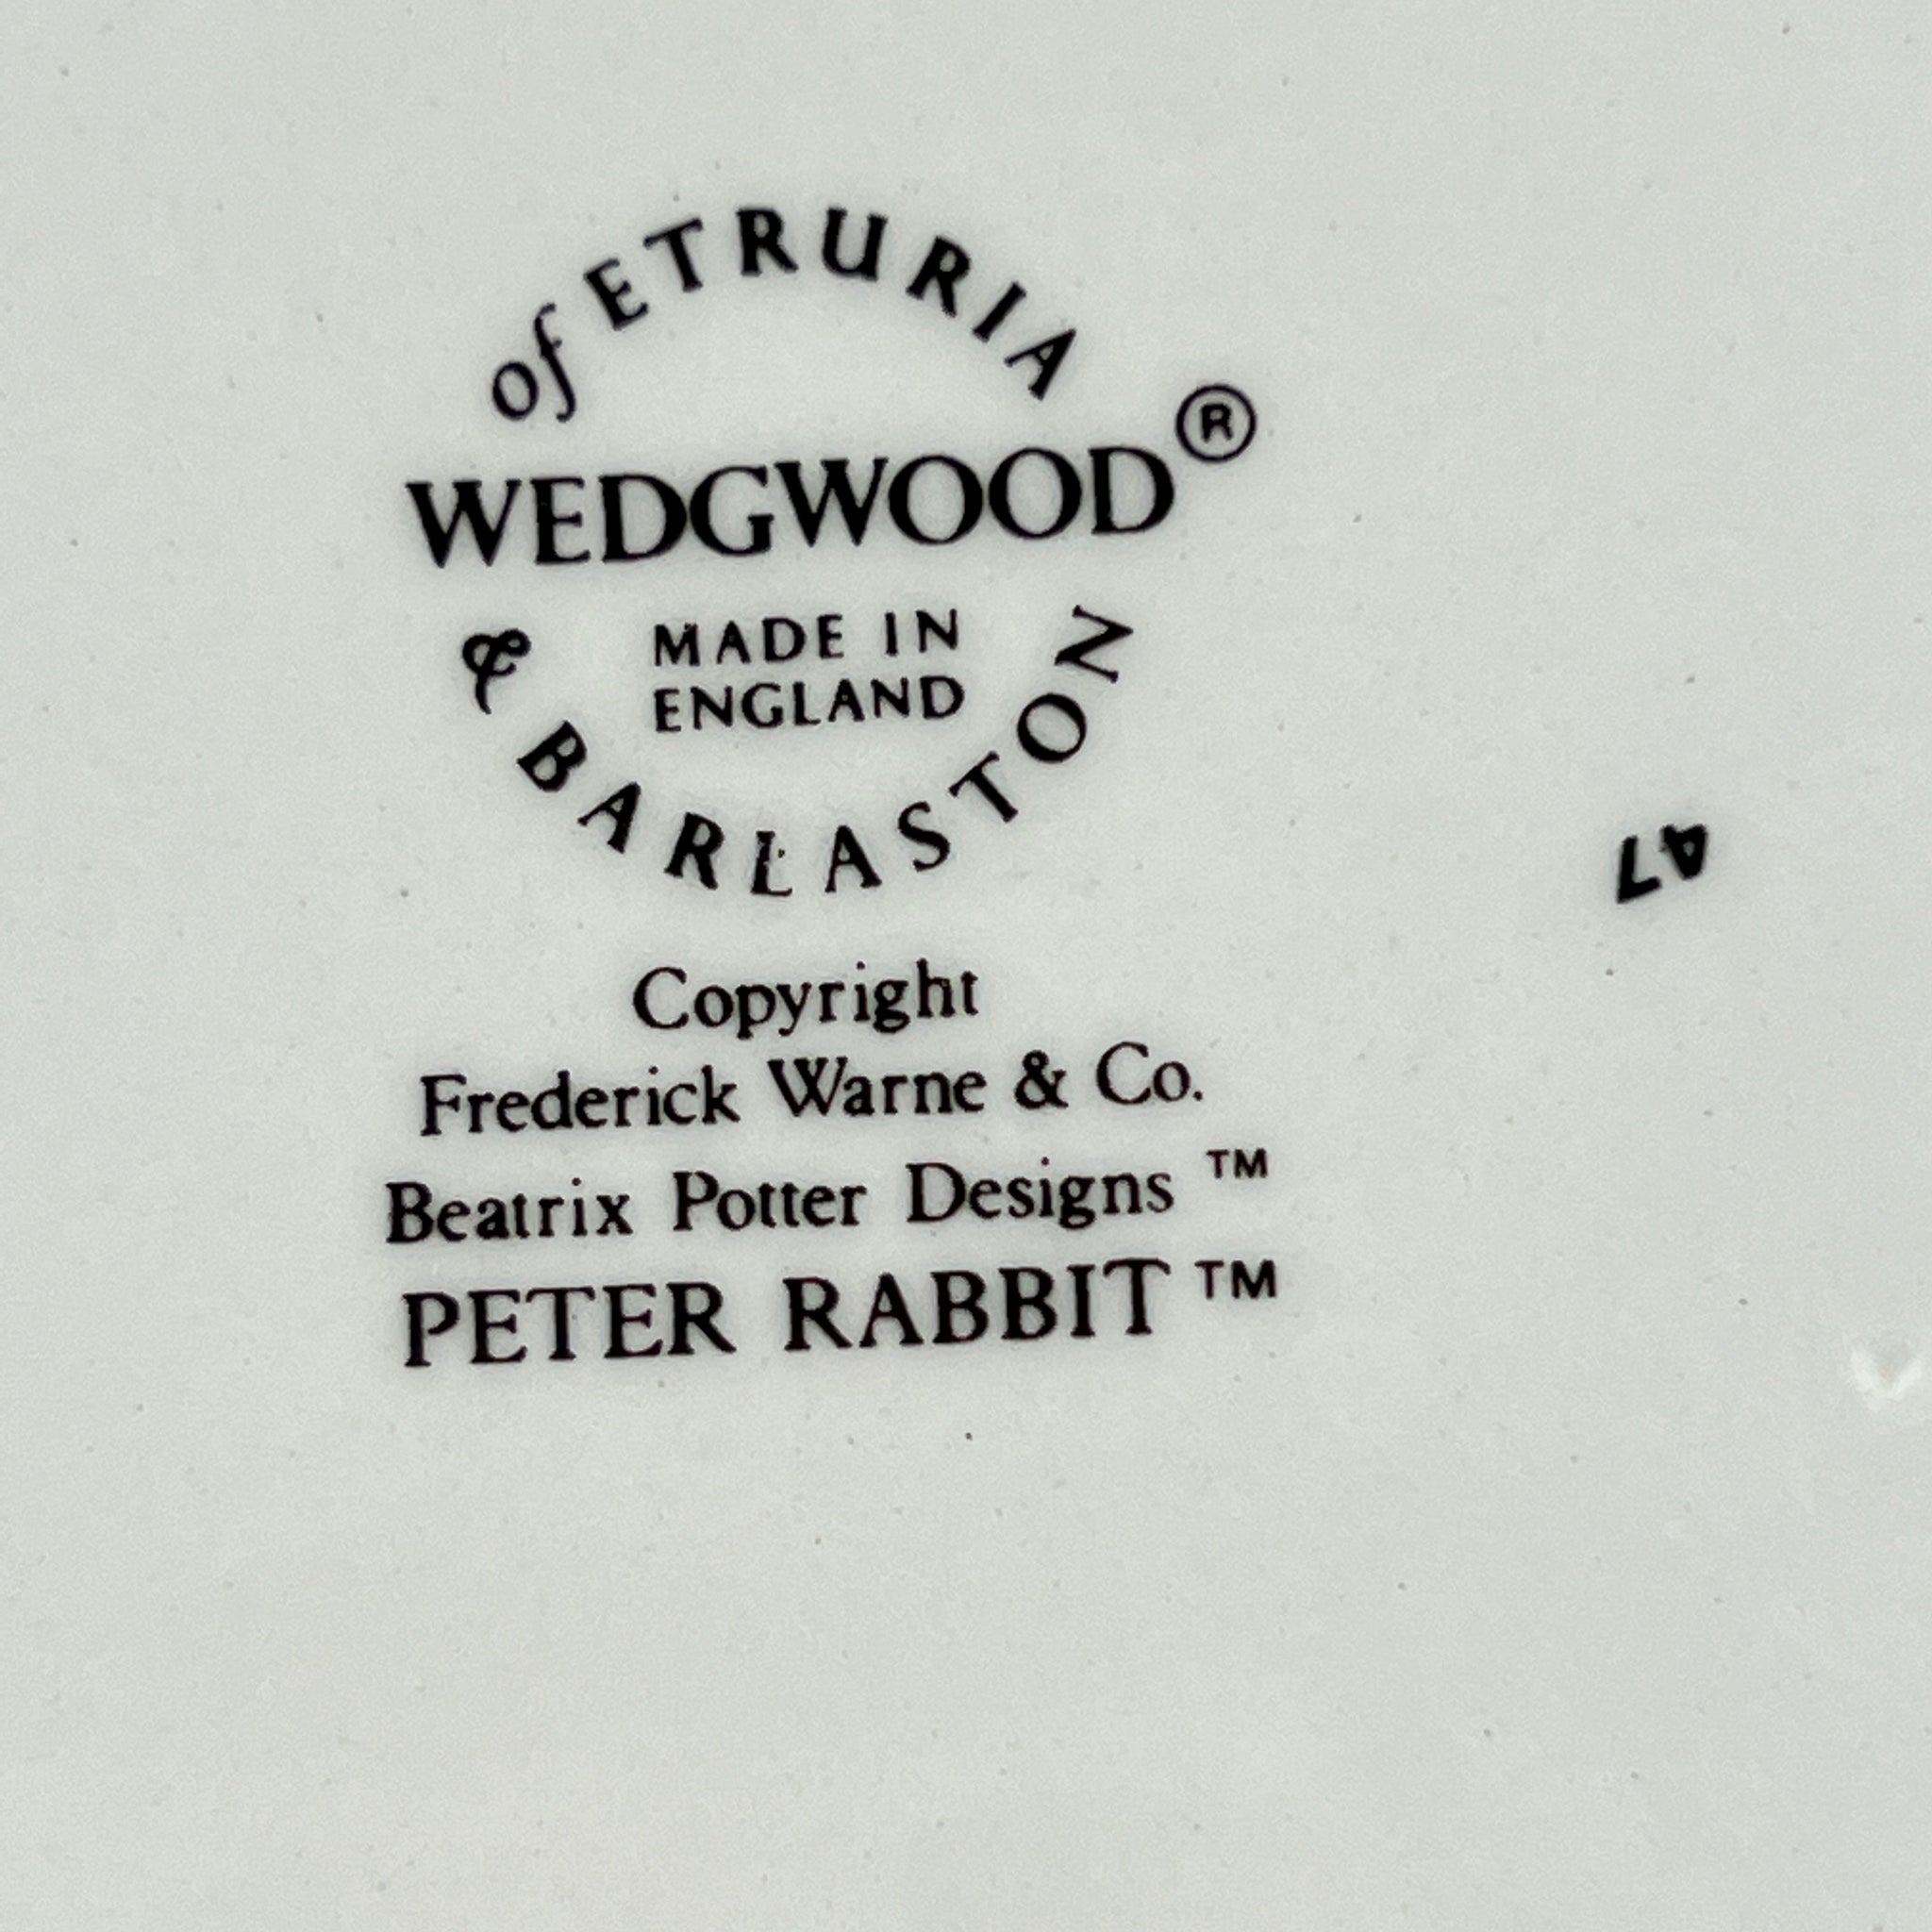 of ETRURIA
WEDGWOOD®
MADE IN
ENGLAND
& BARLASTON
Copyright
Frederick Warne & Co.
Beatrix Potter Designs ™
PETER RABBIT ™
47